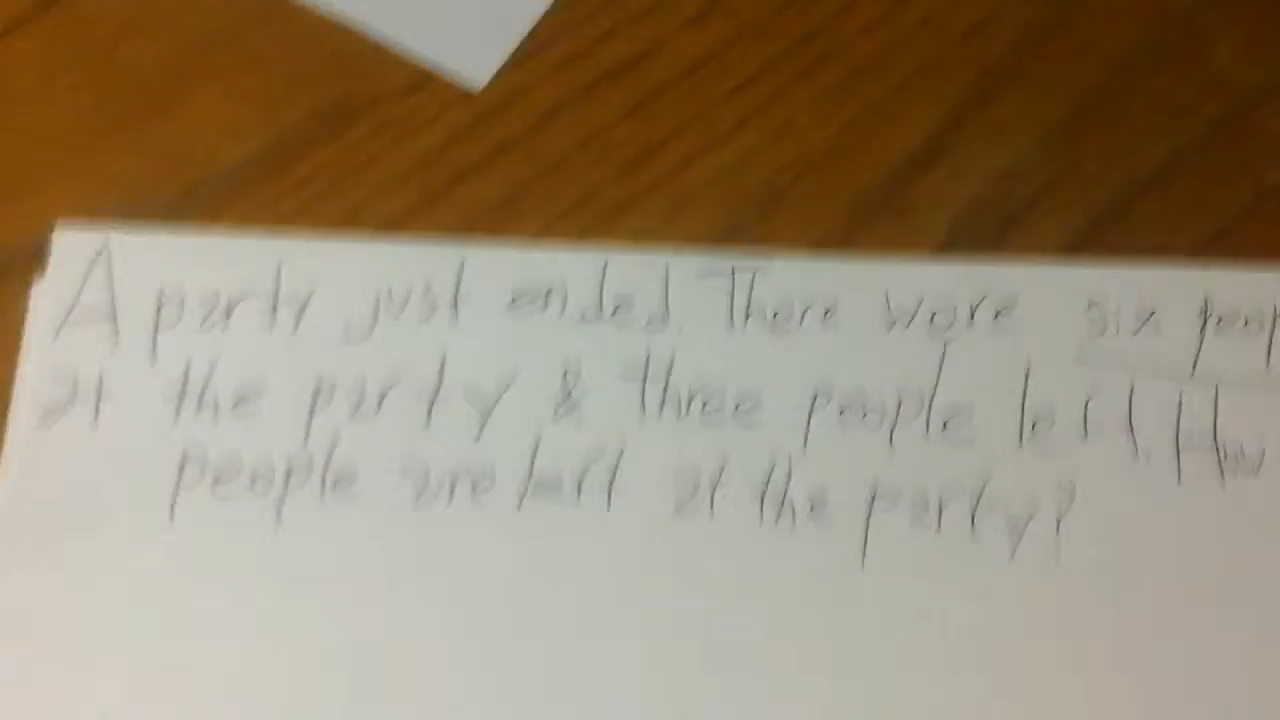 A party just ended. There were six peop
at the party & three people left. How
people are left at the party?